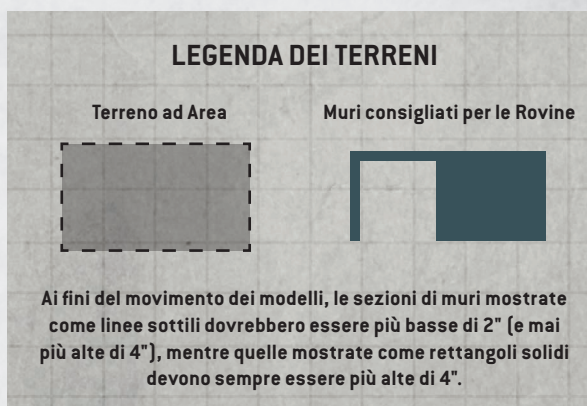 LEGENDA DEI TERRENI
Terreno ad Area
Muri consigliati per le Rovine
Ai fini del movimento dei modelli, le sezioni di muri mostrate
come linee sottili dovrebbero essere più basse di 2" (e mai
più alte di 4"), mentre quelle mostrate come rettangoli solidi
devono sempre essere più alte di 4".